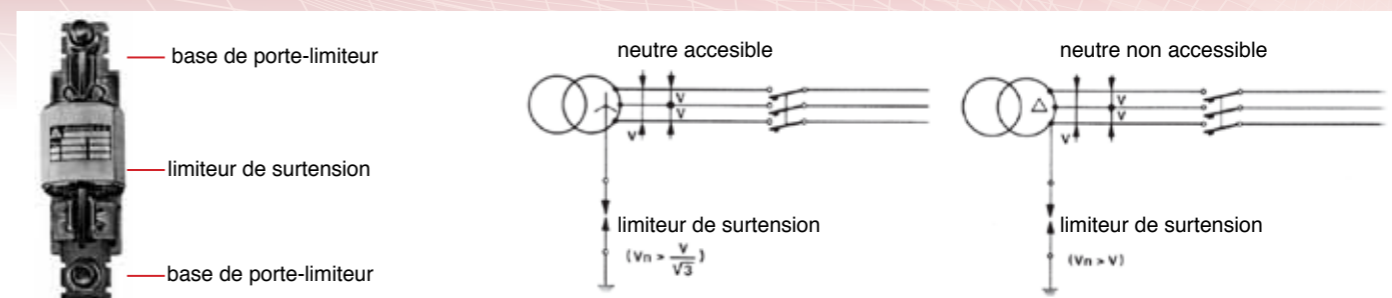 base de porte-limiteur
limiteur de surtension
base de porte-limiteur
neutre accesible
V
V
V
limiteur de surtension
(Vn > V/√3)
neutre non accessible
V
V
V
limiteur de surtension
(Vn > V)